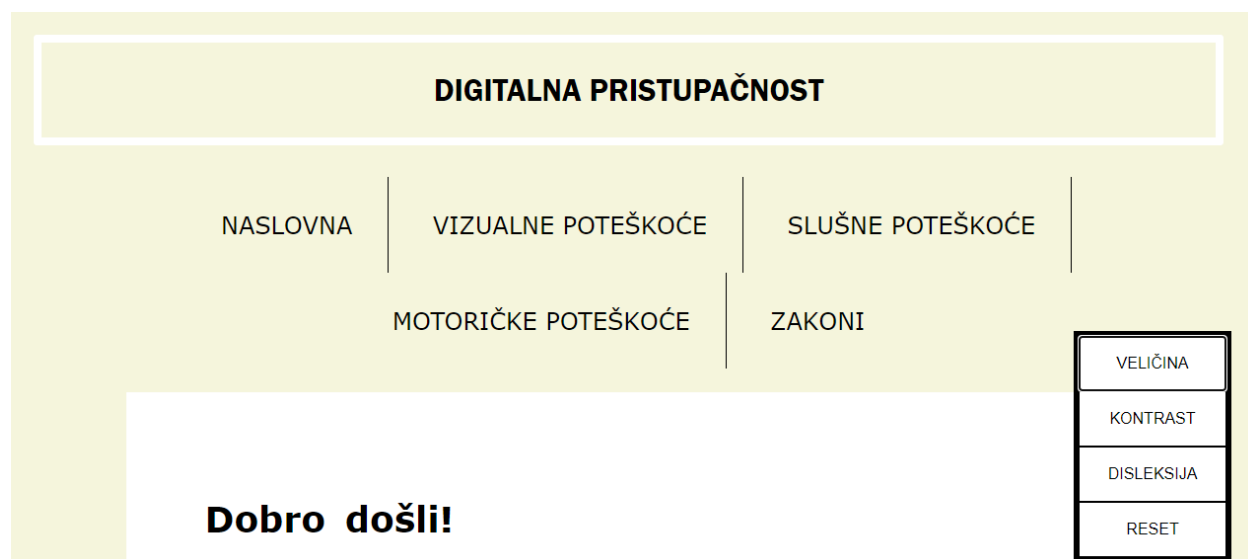 DIGITALNA PRISTUPAČNOST
NASLOVNA
VIZUALNE POTEŠKOĆE
SLUŠNE POTEŠKOĆE
MOTORIČKE POTEŠKOĆE
ZAKONI
VELIČINA
KONTRAST
DISLEKSIJA
RESET
Dobro došli!